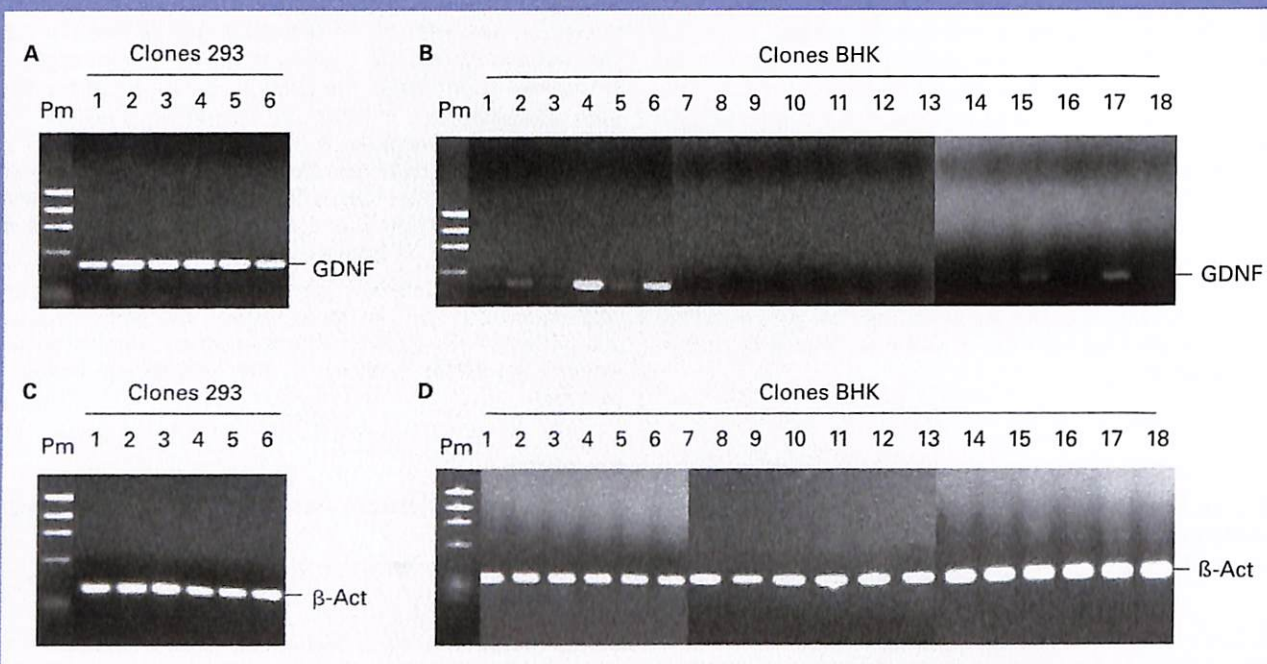 A
Clones 293
Pm 1 2 3 4 5 6
GDNF
B
Clones BHK
Pm 1 2 3 4 5 6 7 8 9 10 11 12 13 14 15 16 17 18
GDNF
C
Clones 293
Pm 1 2 3 4 5 6
ß-Act
D
Clones BHK
Pm 1 2 3 4 5 6 7 8 9 10 11 12 13 14 15 16 17 18
ß-Act